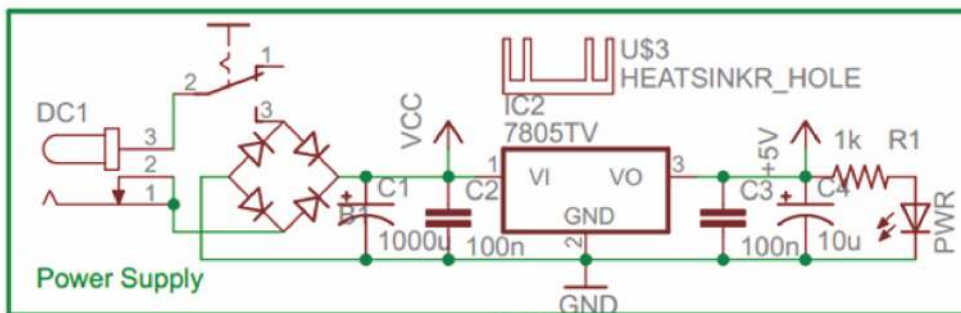 1
2
3
DC1
3
2
1
B1
C1
1000u
VCC
C2
100n
U$3
HEATSINKR_HOLE
IC2
7805TV
1
VI
VO
3
GND
2
GND
+5V
C3
100n
C4
10u
1k
R1
PWR
Power Supply